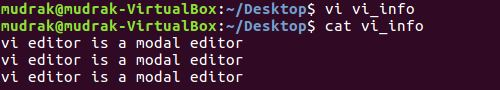 mudrak@mudrak-VirtualBox:~/Desktop$ vi vi_info
mudrak@mudrak-VirtualBox:~/Desktop$ cat vi_info
vi editor is a modal editor
vi editor is a modal editor
vi editor is a modal editor